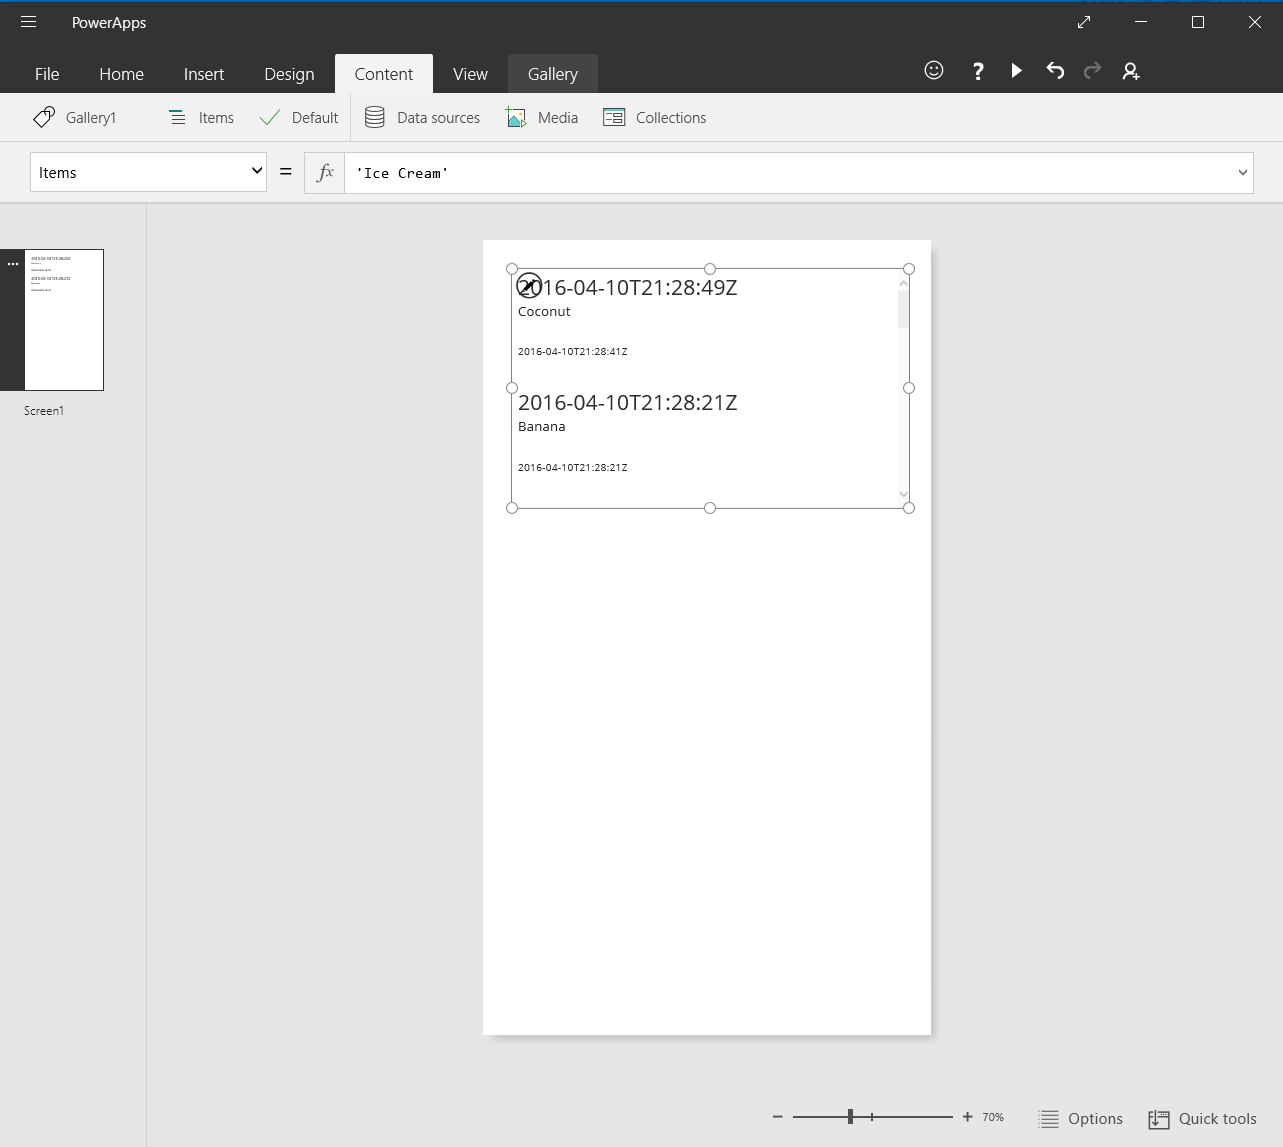 PowerApps
File Home Insert Design Content View Gallery
Gallery1 Items Default Data sources Media Collections
Items = fx 'Ice Cream'
2016-04-10T21:28:49Z
Coconut
2016-04-10T21:28:41Z
2016-04-10T21:28:21Z
Banana
2016-04-10T21:28:21Z
Screen1
70% Options Quick tools